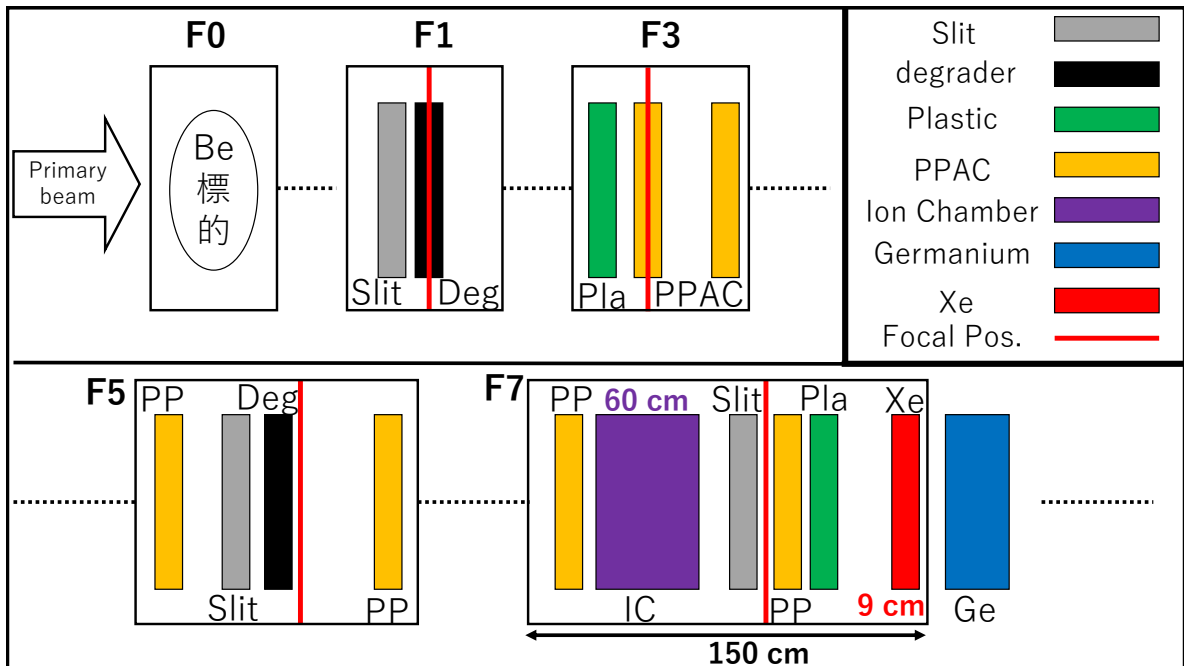 F0
F1
F3
Primary
beam
Be
標
的
Slit
Deg
Pla
PPAC
Slit
degrader
Plastic
PPAC
Ion Chamber
Germanium
Xe
Focal Pos.
F5
PP
Deg
Slit
PP
F7
PP
60 cm
Slit
Pla
Xe
IC
PP
9 cm
Ge
150 cm